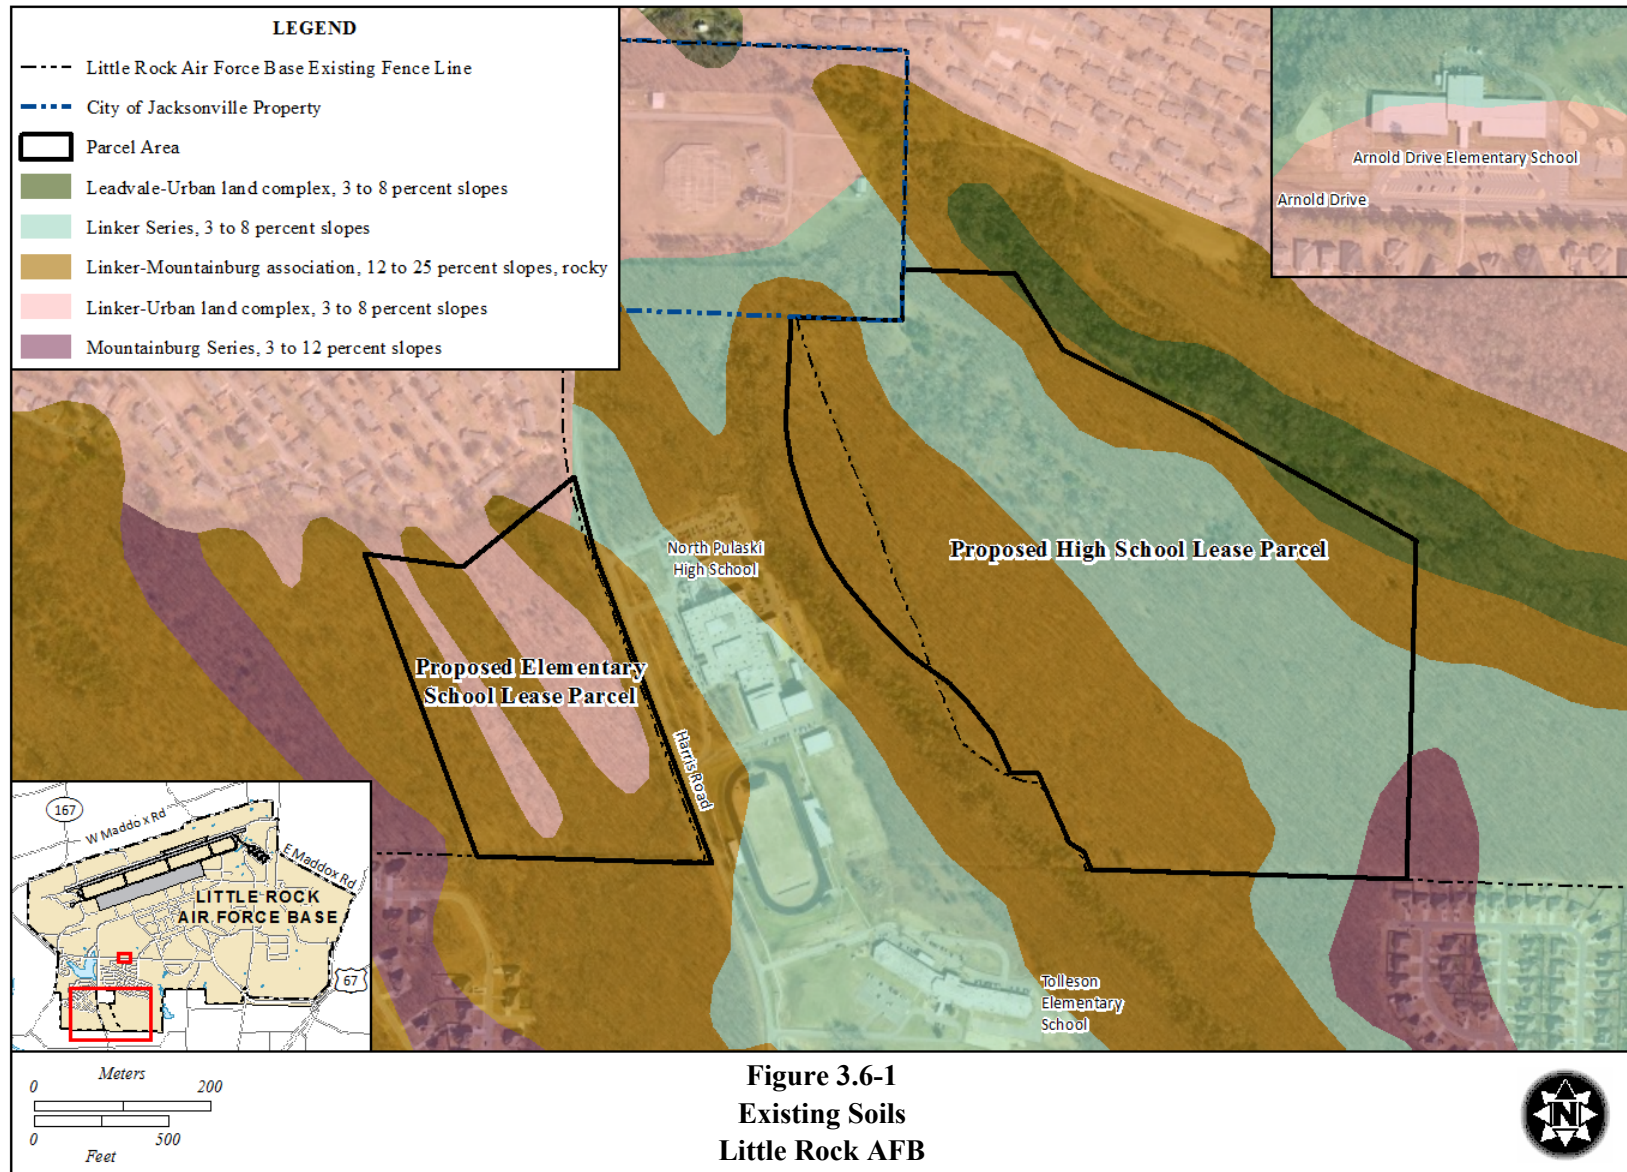 LEGEND
Little Rock Air Force Base Existing Fence Line
City of Jacksonville Property
Parcel Area
Leadvale-Urban land complex, 3 to 8 percent slopes
Linker Series, 3 to 8 percent slopes
Linker-Mountainburg association, 12 to 25 percent slopes, rocky
Linker-Urban land complex, 3 to 8 percent slopes
Mountainburg Series, 3 to 12 percent slopes
Arnold Drive Elementary School
Arnold Drive
North Pulaski
High School
Proposed High School Lease Parcel
Proposed Elementary
School Lease Parcel
Harris Road
Tolleson
Elementary
School
167
W Maddox Rd
E Maddox Rd
LITTLE ROCK
AIR FORCE BASE
67
Meters
0 200
0 500
Feet
Figure 3.6-1
Existing Soils
Little Rock AFB
N